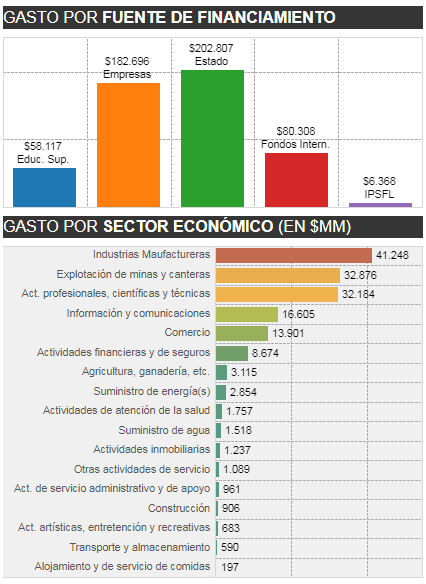 GASTO POR FUENTE DE FINANCIAMIENTO
$58.117
Educ. Sup.
$182.696
Empresas
$202.807
Estado
$80.308
Fondos Intern.
$6.368
IPSFL
GASTO POR SECTOR ECONÓMICO (EN $MM)
Industrias Maufactureras 41.248
Explotación de minas y canteras 32.876
Act. profesionales, científicas y técnicas 32.184
Información y comunicaciones 16.605
Comercio 13.901
Actividades financieras y de seguros 8.674
Agricultura, ganadería, etc. 3.115
Suministro de energía(s) 2.854
Actividades de atención de la salud 1.757
Suministro de agua 1.518
Actividades inmobiliarias 1.237
Otras actividades de servicio 1.089
Act. de servicio administrativo y de apoyo 961
Construcción 906
Act. artísticas, entretención y recreativas 683
Transporte y almacenamiento 590
Alojamiento y de servicio de comidas 197